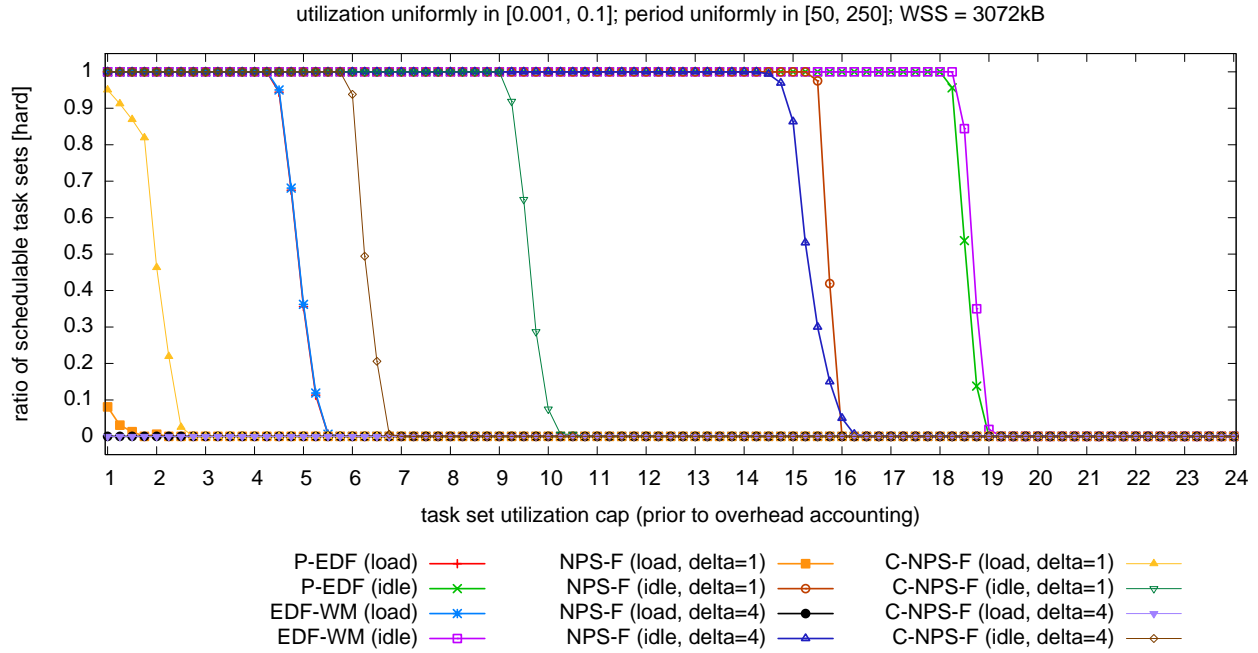 utilization uniformly in [0.001, 0.1]; period uniformly in [50, 250]; WSS = 3072kB
ratio of schedulable task sets [hard]
1
0.9
0.8
0.7
0.6
0.5
0.4
0.3
0.2
0.1
0
1 2 3 4 5 6 7 8 9 10 11 12 13 14 15 16 17 18 19 20 21 22 23 24
task set utilization cap (prior to overhead accounting)
P-EDF (load) NPS-F (load, delta=1) C-NPS-F (load, delta=1)
P-EDF (idle) NPS-F (idle, delta=1) C-NPS-F (idle, delta=1)
EDF-WM (load) NPS-F (load, delta=4) C-NPS-F (load, delta=4)
EDF-WM (idle) NPS-F (idle, delta=4) C-NPS-F (idle, delta=4)